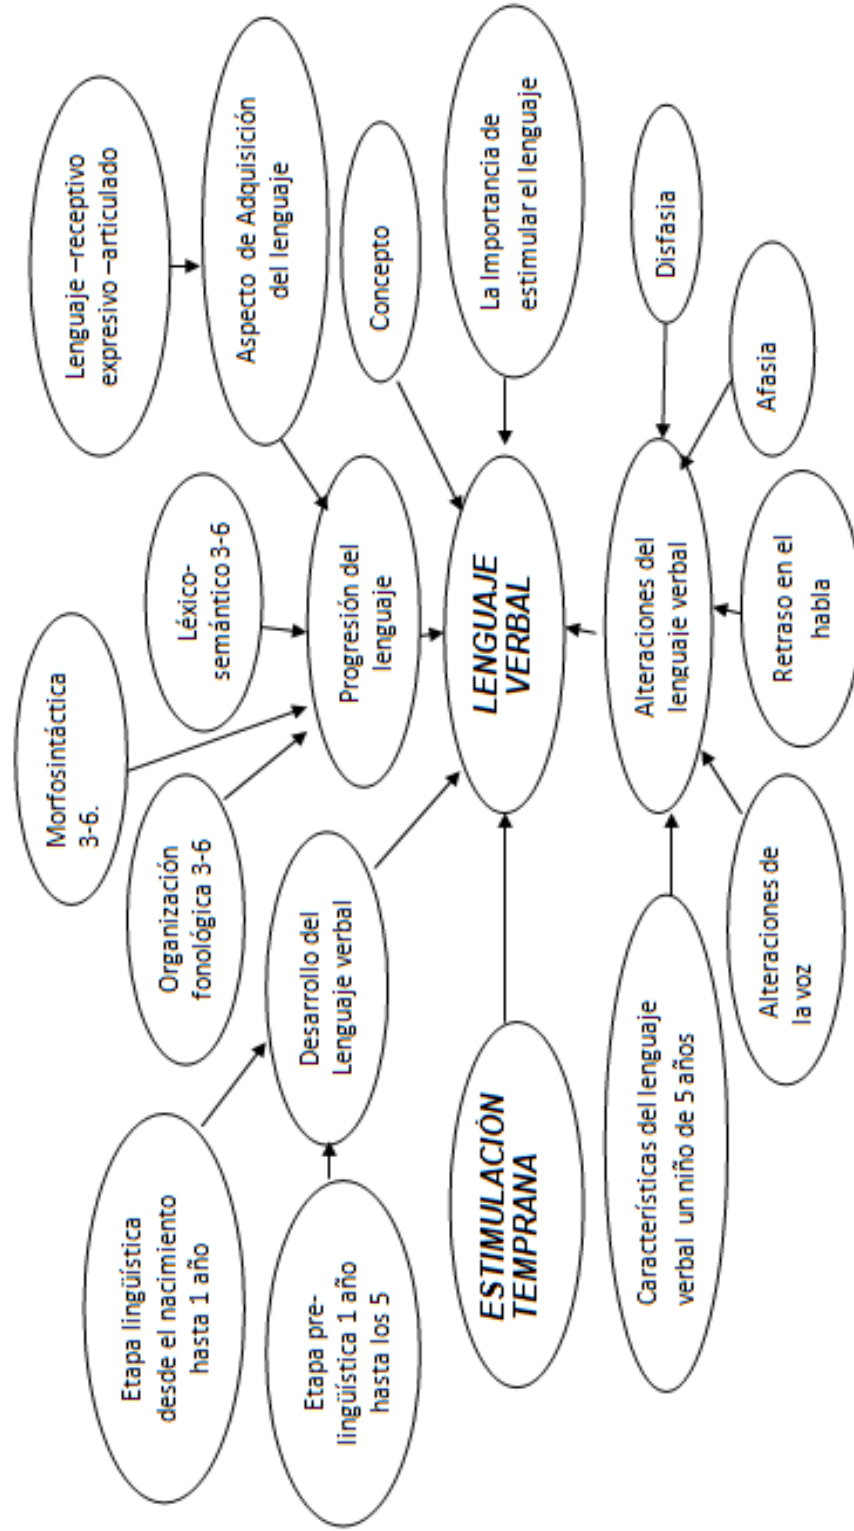 Lenguaje –receptivo
expresivo –articulado
Aspecto de Adquisición
del lenguaje
Concepto
La Importancia de
estimular el lenguaje
Disfasia
Afasia
Morfosintáctica
3-6.
Léxico-
semántico 3-6
Organización
fonológica 3-6
Progresión del
lenguaje
LENGUAJE
VERBAL
Alteraciones del
lenguaje verbal
Retraso en el
habla
Etapa lingüística
desde el nacimiento
hasta 1 año
Etapa pre-
lingüística 1 año
hasta los 5
Desarrollo del
Lenguaje verbal
ESTIMULACIÓN
TEMPRANA
Características del lenguaje
verbal un niño de 5 años
Alteraciones de
la voz